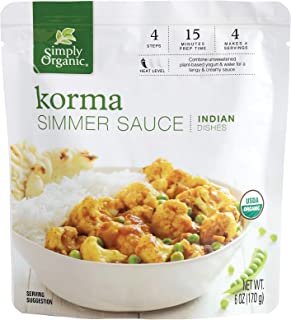 simply
organic®
4
STEPS
15
MINUTES
PREP TIME
4
MAKES 4
SERVINGS
HEAT LEVEL
Combine unsweetened
plant-based yogurt & water for a
tangy & creamy sauce
korma
SIMMER SAUCE
INDIAN
DISHES
USDA
ORGANIC
SERVING
SUGGESTION
NET WT.
6 OZ (170 g)